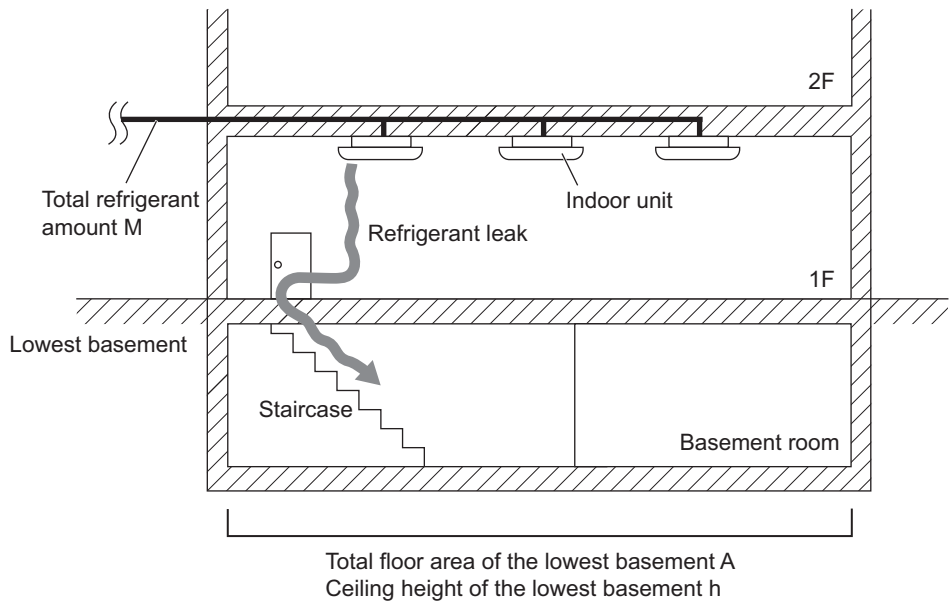 2F
Total refrigerant
amount M
Indoor unit
Refrigerant leak
1F
Lowest basement
Staircase
Basement room
Total floor area of the lowest basement A
Ceiling height of the lowest basement h